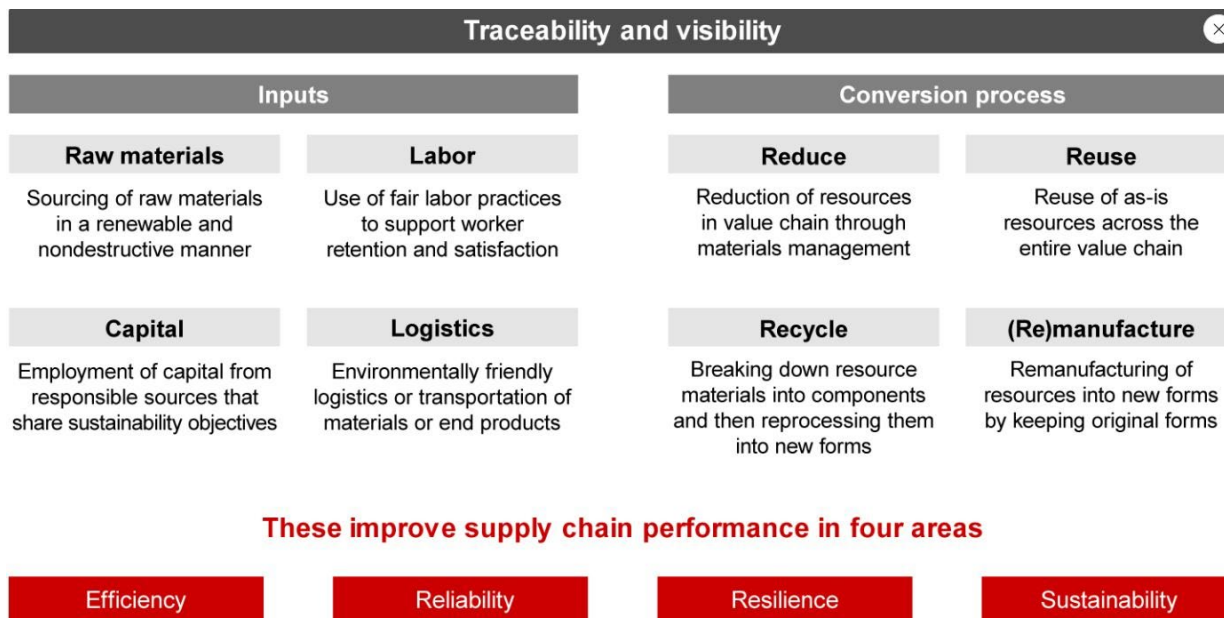 Traceability and visibility
Inputs
Conversion process
Raw materials
Sourcing of raw materials
in a renewable and
nondestructive manner
Labor
Use of fair labor practices
to support worker
retention and satisfaction
Reduce
Reduction of resources
in value chain through
materials management
Reuse
Reuse of as-is
resources across the
entire value chain
Capital
Employment of capital from
responsible sources that
share sustainability objectives
Logistics
Environmentally friendly
logistics or transportation of
materials or end products
Recycle
Breaking down resource
materials into components
and then reprocessing them
into new forms
(Re)manufacture
Remanufacturing of
resources into new forms
by keeping original forms
These improve supply chain performance in four areas
Efficiency
Reliability
Resilience
Sustainability